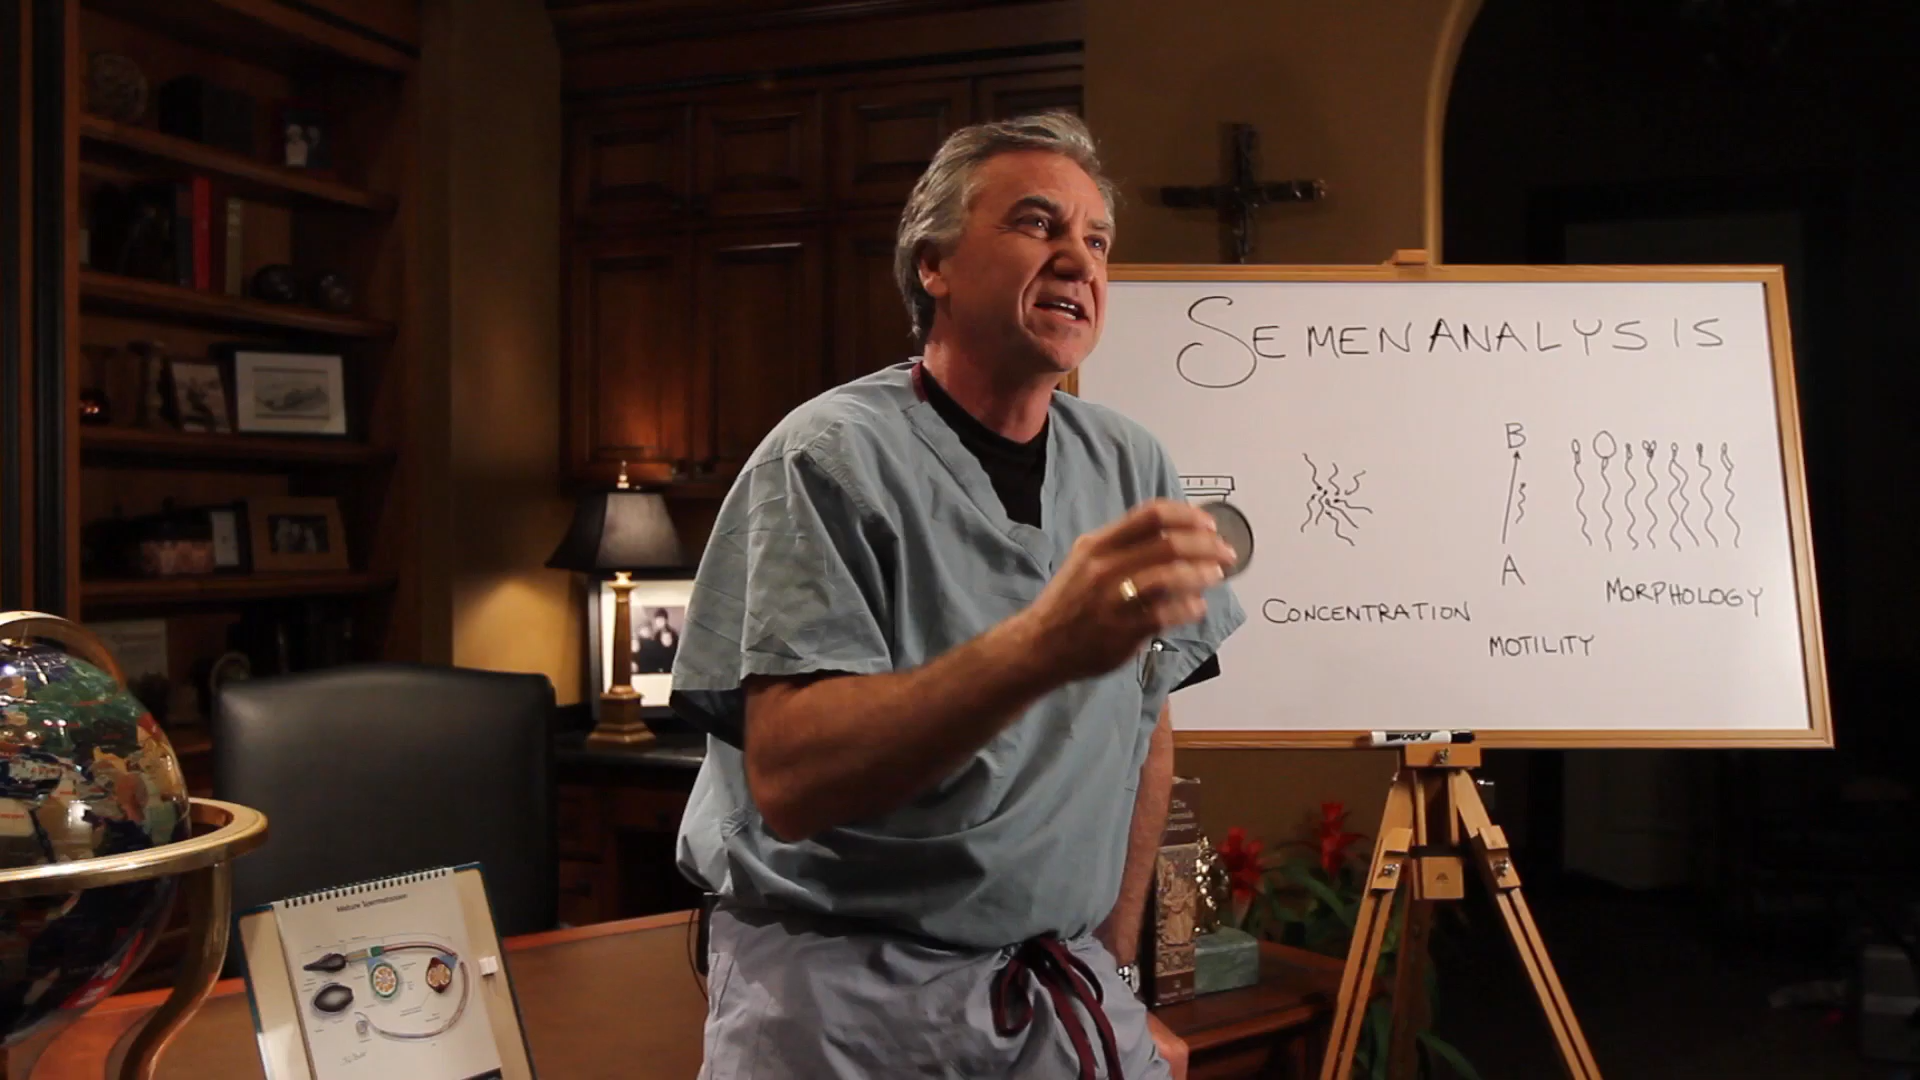 SEMEN ANALYSIS
B
A
CONCENTRATION
MOTILITY
MORPHOLOGY
Mature Spermatozoon